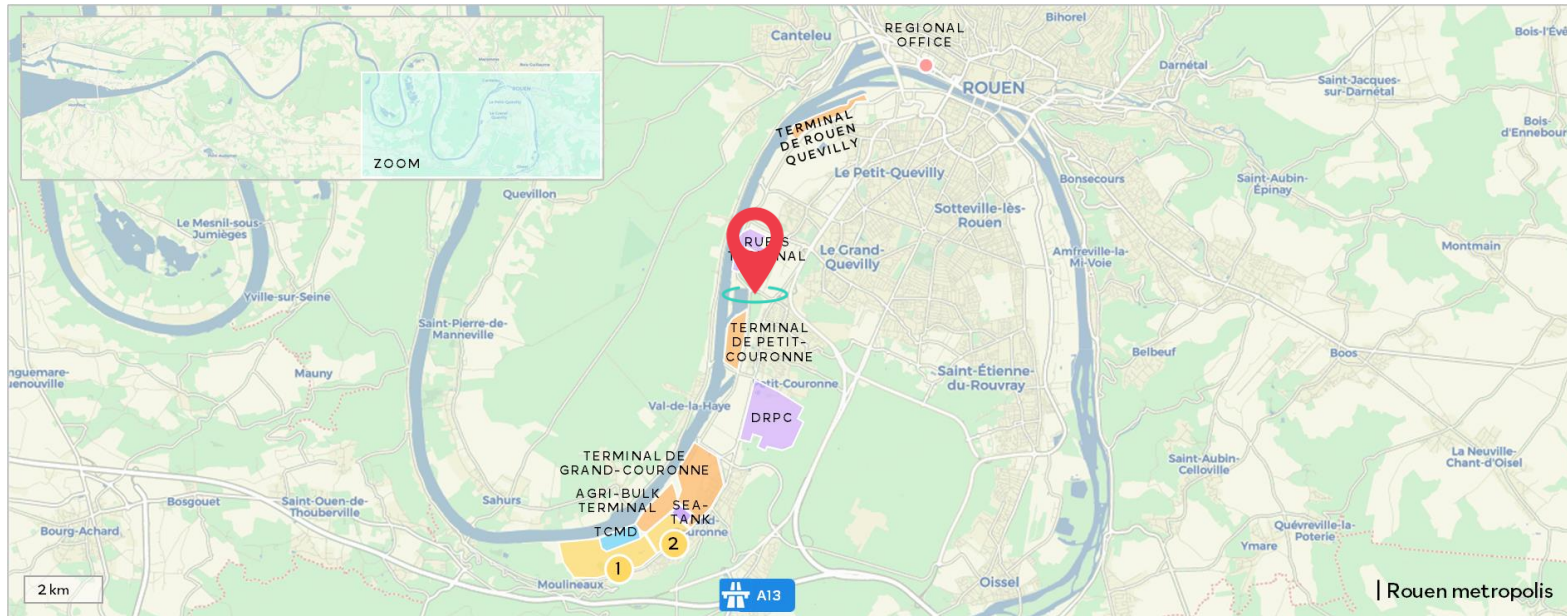 Canteleu
REGIONAL
OFFICE
Bihorel
ROUEN
Darnétal
Saint-Jacques-
sur-Darnétal
ZOOM
TERMINAL
DE ROUEN
QUEVILLY
Le Petit-Quevilly
Bonsecours
Saint-Aubin-
Épinay
Bois-
d'Ennebour
Quevillon
Le Mesnil-sous-
Jumièges
Sotteville-lès-
Rouen
Le Grand-
Quevilly
Amfreville-la-
Mi-Voie
Montmain
Yville-sur-Seine
Saint-Pierre-de-
Manneville
TERMINAL
DE PETIT-
COURONNE
Belbeuf
Boos
nguemare-
uenouville
Mauny
Saint-Étienne-
du-Rouvray
tit-Couronne
Val-de-la-Haye
DRPC
TERMINAL DE
GRAND-COURONNE
AGRI-BULK
TERMINAL
SEA-
TANK
TCMD
ouronne
1
2
Bosgouet
Saint-Ouen-de-
Thouberville
Sahurs
Bourg-Achard
Moulineaux
Saint-Aubin-
Celloville
La Neuville-
Chant-d'Oisel
Quévreville-la-
Poterie
Ymare
Oissel
2 km
A13
Rouen metropolis